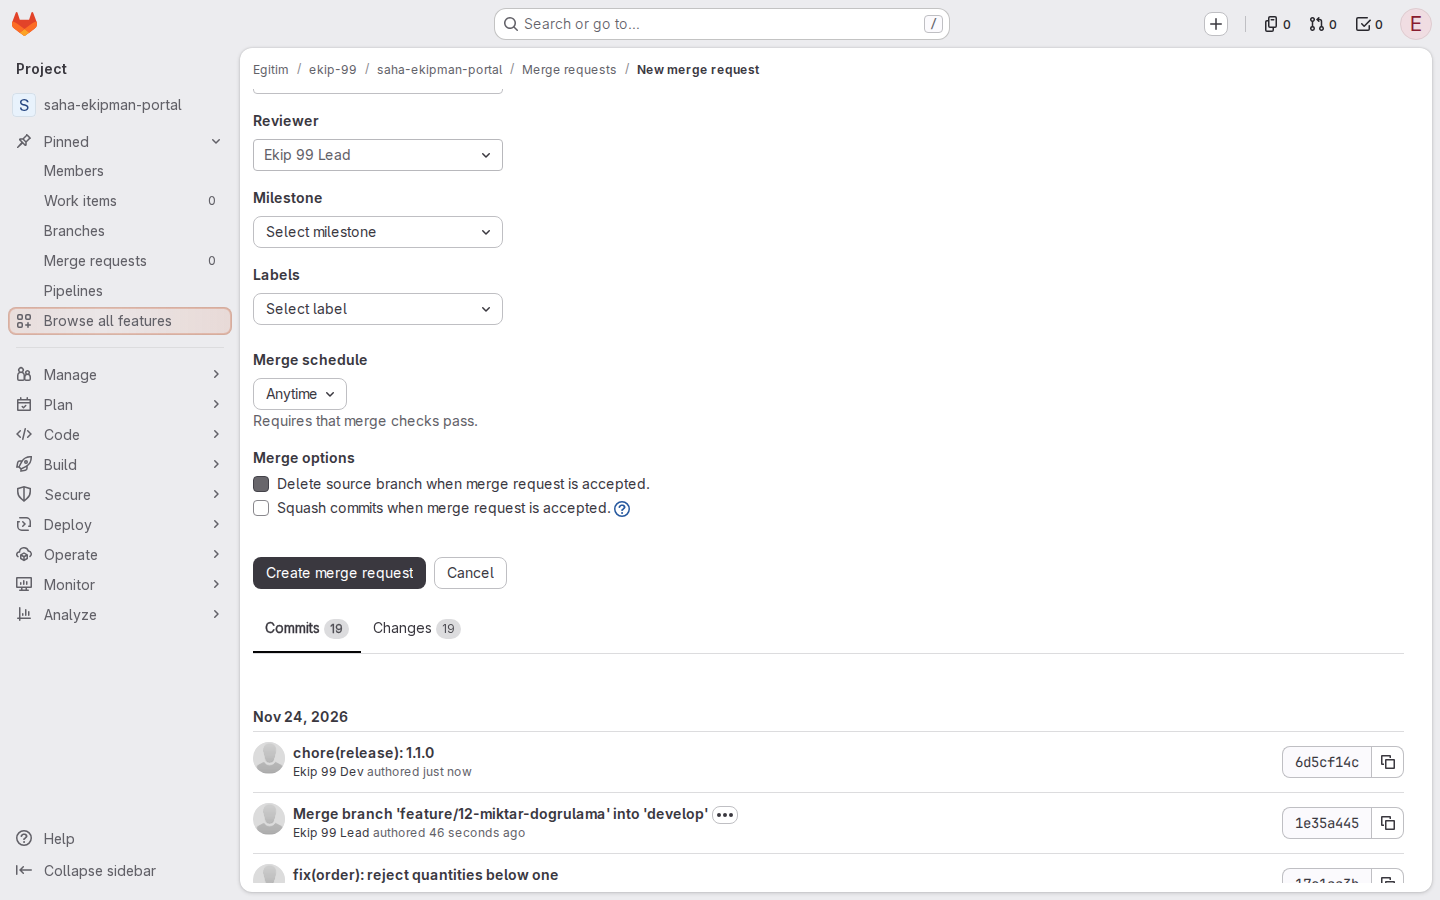 Search or go to...
/
0
0
0
E
Project
S
saha-ekipman-portal
Pinned
Members
Work items
0
Branches
Merge requests
0
Pipelines
Browse all features
Manage
Plan
Code
Build
Secure
Deploy
Operate
Monitor
Analyze
Help
Collapse sidebar
Egitim / ekip-99 / saha-ekipman-portal / Merge requests / New merge request
Reviewer
Ekip 99 Lead
Milestone
Select milestone
Labels
Select label
Merge schedule
Anytime
Requires that merge checks pass.
Merge options
Delete source branch when merge request is accepted.
Squash commits when merge request is accepted.
Create merge request
Cancel
Commits 19
Changes 19
Nov 24, 2026
chore(release): 1.1.0
Ekip 99 Dev authored just now
6d5cf14c
Merge branch 'feature/12-miktar-dogrulama' into 'develop'
Ekip 99 Lead authored 46 seconds ago
1e35a445
fix(order): reject quantities below one